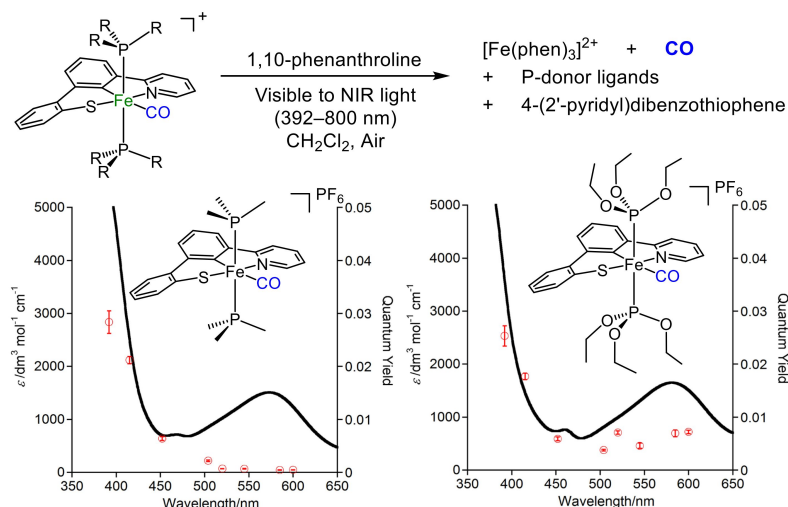 R
R
R
P
+
1,10-phenanthroline
Visible to NIR light
(392–800 nm)
CH2Cl2, Air
[Fe(phen)3]2+ + CO
+ P-donor ligands
+ 4-(2'-pyridyl)dibenzothiophene
S
Fe
N
CO
P
R
R
R
PF6
P
S
Fe
N
CO
P
5000
4000
3000
2000
1000
0
ε/dm3 mol-1 cm-1
0.05
0.04
0.03
0.02
0.01
0
Quantum Yield
350 400 450 500 550 600 650
Wavelength/nm
PF6
O
O
O
P
S
Fe
N
CO
P
O
O
O
5000
4000
3000
2000
1000
0
ε/dm3 mol-1 cm-1
0.05
0.04
0.03
0.02
0.01
0
Quantum Yield
350 400 450 500 550 600 650
Wavelength/nm